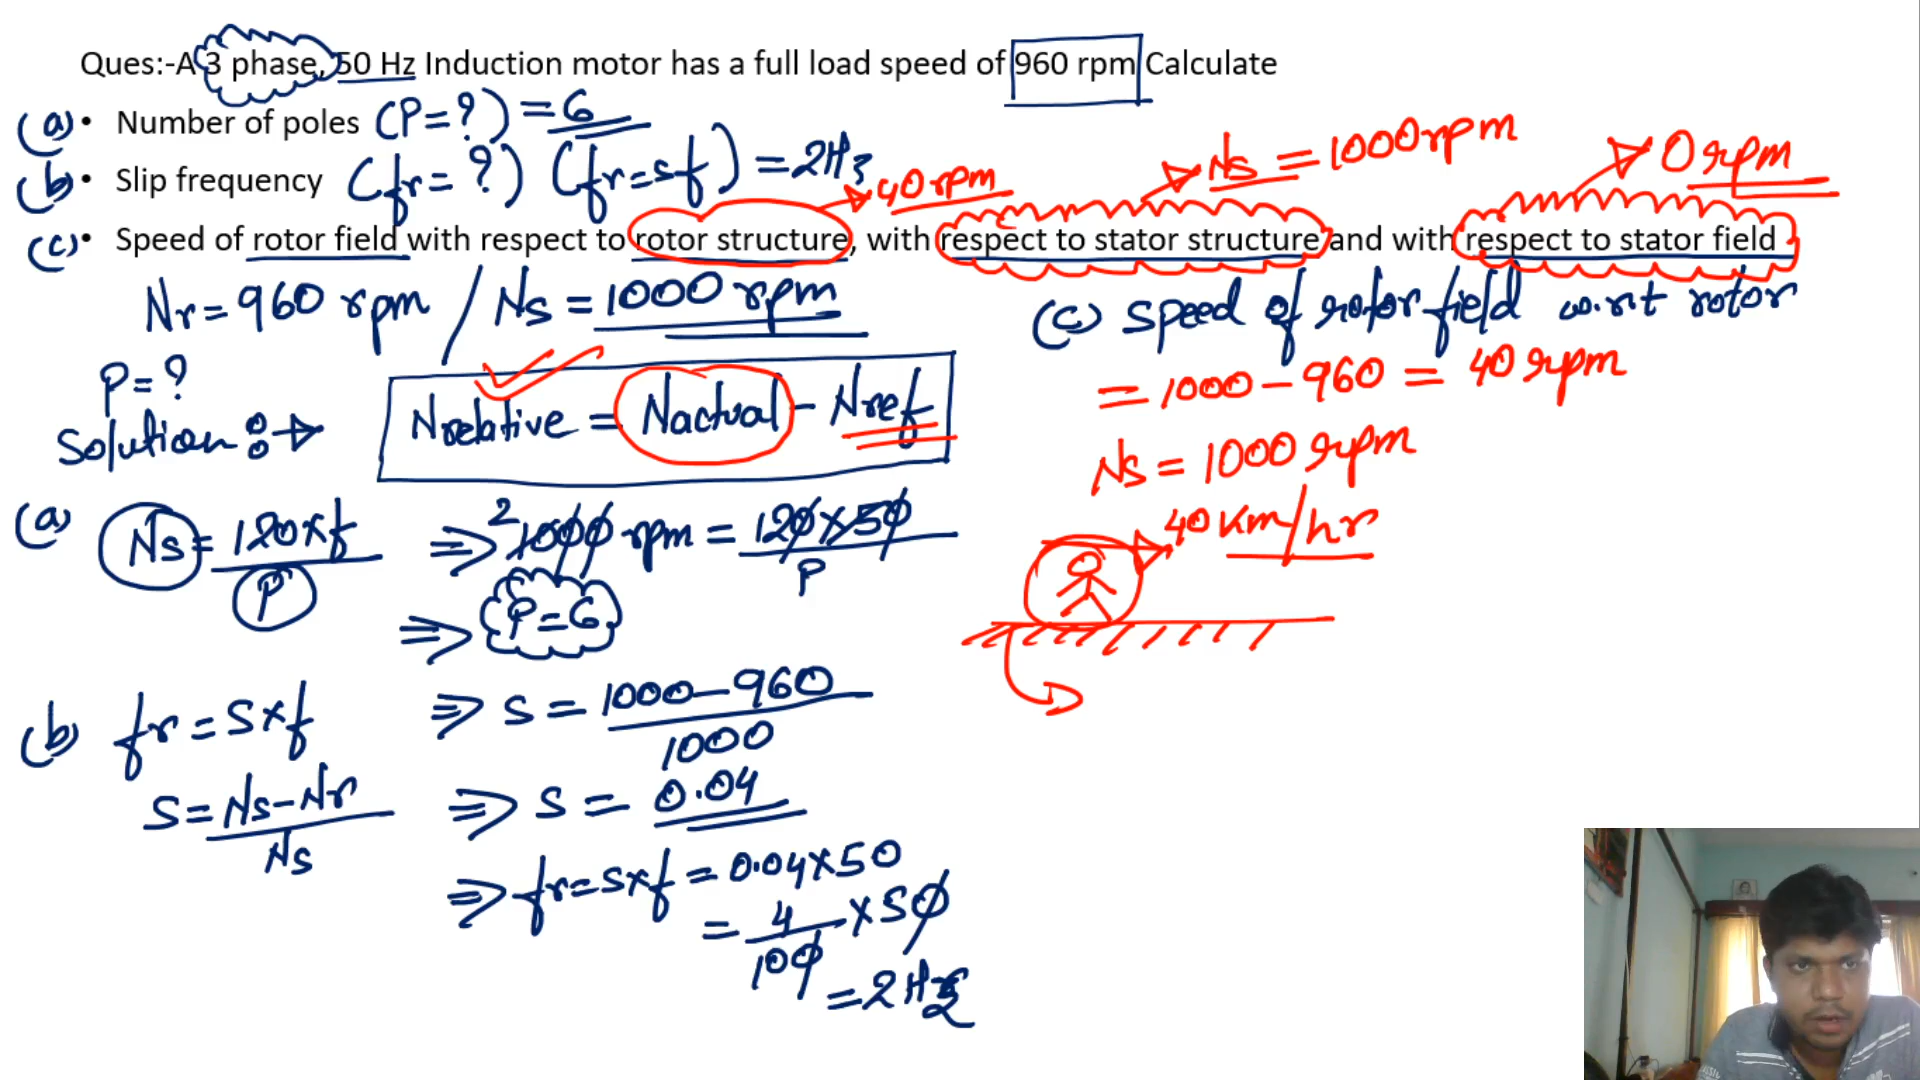 Ques:-A 3 phase, 50 Hz Induction motor has a full load speed of 960 rpm Calculate
(a) • Number of poles (P=?) = 6
(b) • Slip frequency (fr=?) (fr=sf) = 2Hz
40 rpm
Ns = 1000rpm
0 rpm
(c) • Speed of rotor field with respect to rotor structure, with respect to stator structure and with respect to stator field
Nr = 960 rpm / Ns = 1000 rpm
P = ?
Solution :→
Nrelative = Nactual - Nref
(a) Ns = 120×f / P ⇒ 2 1000 rpm = 120×50 / P
⇒ P=6
(b) fr = s×f ⇒ S = 1000-960 / 1000
S = Ns-Nr / Ns ⇒ S = 0.04
⇒ fr = s×f = 0.04×50
= 4/100 ×50
= 2Hz
(c) Speed of rotor field w.r.t rotor
= 1000 - 960 = 40 rpm
Ns = 1000 rpm
40 Km/hr